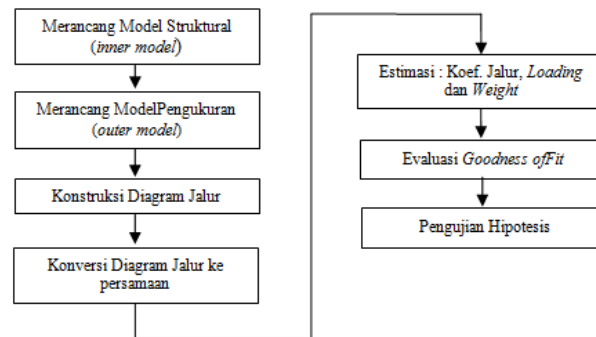 Merancang Model Struktural
(inner model)
Merancang ModelPengukuran
(outer model)
Konstruksi Diagram Jalur
Konversi Diagram Jalur ke
persamaan
Estimasi : Koef. Jalur, Loading
dan Weight
Evaluasi Goodness ofFit
Pengujian Hipotesis